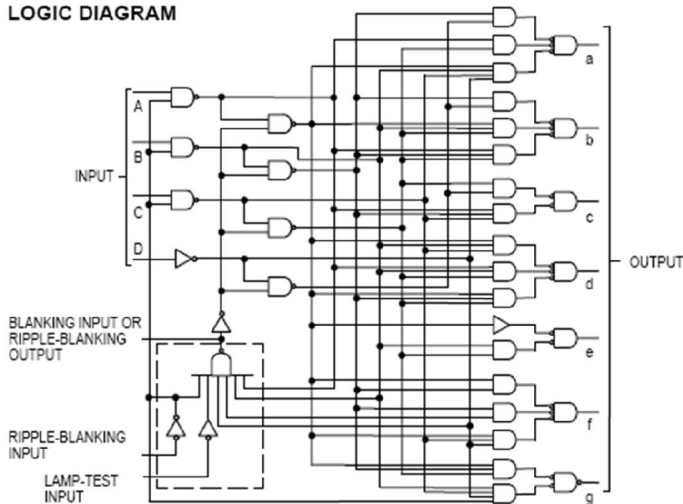 LOGIC DIAGRAM
A
B
INPUT
C
D
BLANKING INPUT OR
RIPPLE-BLANKING
OUTPUT
RIPPLE-BLANKING
INPUT
LAMP-TEST
INPUT
a
b
c
d
e
f
g
OUTPUT